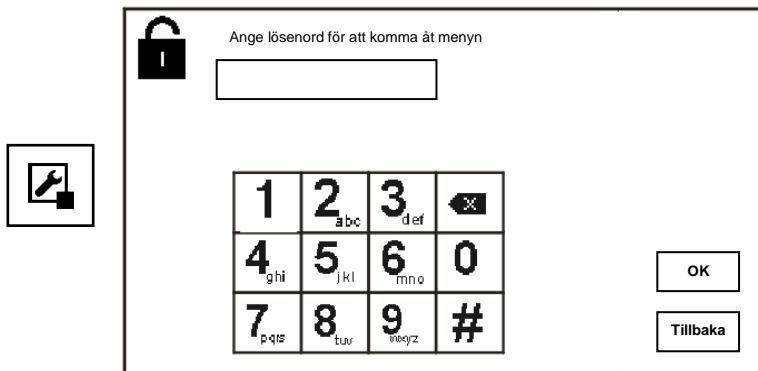 Ange lösenord för att komma åt menyn
1 2 abc 3 def x
4 ghi 5 jkl 6 mno 0
7 pqrs 8 tuv 9 wxyz #
OK
Tillbaka